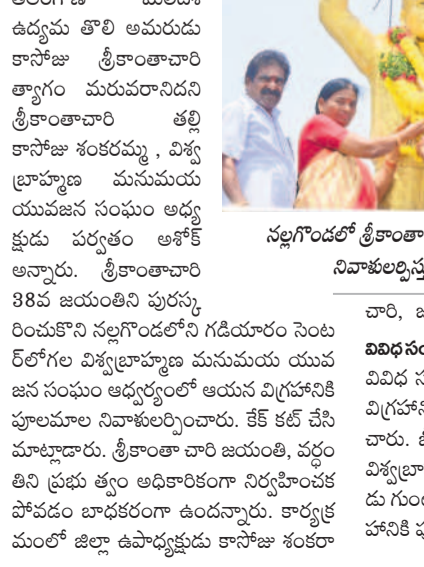 ఉద్యమ తొలి అమరుడు
కాసోజు శ్రీకాంతాచారి
త్యాగం మరువరానిదని
శ్రీకాంతాచారి తల్లి
కాసోజు శంకరమ్మ , విశ్వ
బ్రాహ్మణ మనుమయ
యువజన సంఘం అధ్య
క్షుడు పర్వతం అశోక్
అన్నారు. శ్రీకాంతాచారి
38వ జయంతిని పురస్క
రించుకొని నల్లగొండలోని గడియారం సెంట
ర్‌లోగల విశ్వబ్రాహ్మణ మనుమయ యువ
జన సంఘం ఆధ్వర్యంలో ఆయన విగ్రహానికి
పూలమాల నివాళులర్పించారు. కేక్ కట్ చేసి
మాట్లాడారు. శ్రీకాంతా చారి జయంతి, వర్ధం
తిని ప్రభు త్వం అధికారికంగా నిర్వహించక
పోవడం బాధకరంగా ఉందన్నారు. కార్యక్ర
మంలో జిల్లా ఉపాధ్యక్షుడు కాసోజు శంకరా
నల్లగొండలో శ్రీకాంతా
నివాళులర్పిస్తు
చారి,
వివిధ సం
వివిధ
విగ్రహాని
చారు.
విశ్వబ్రా
డు గుం
హానికి